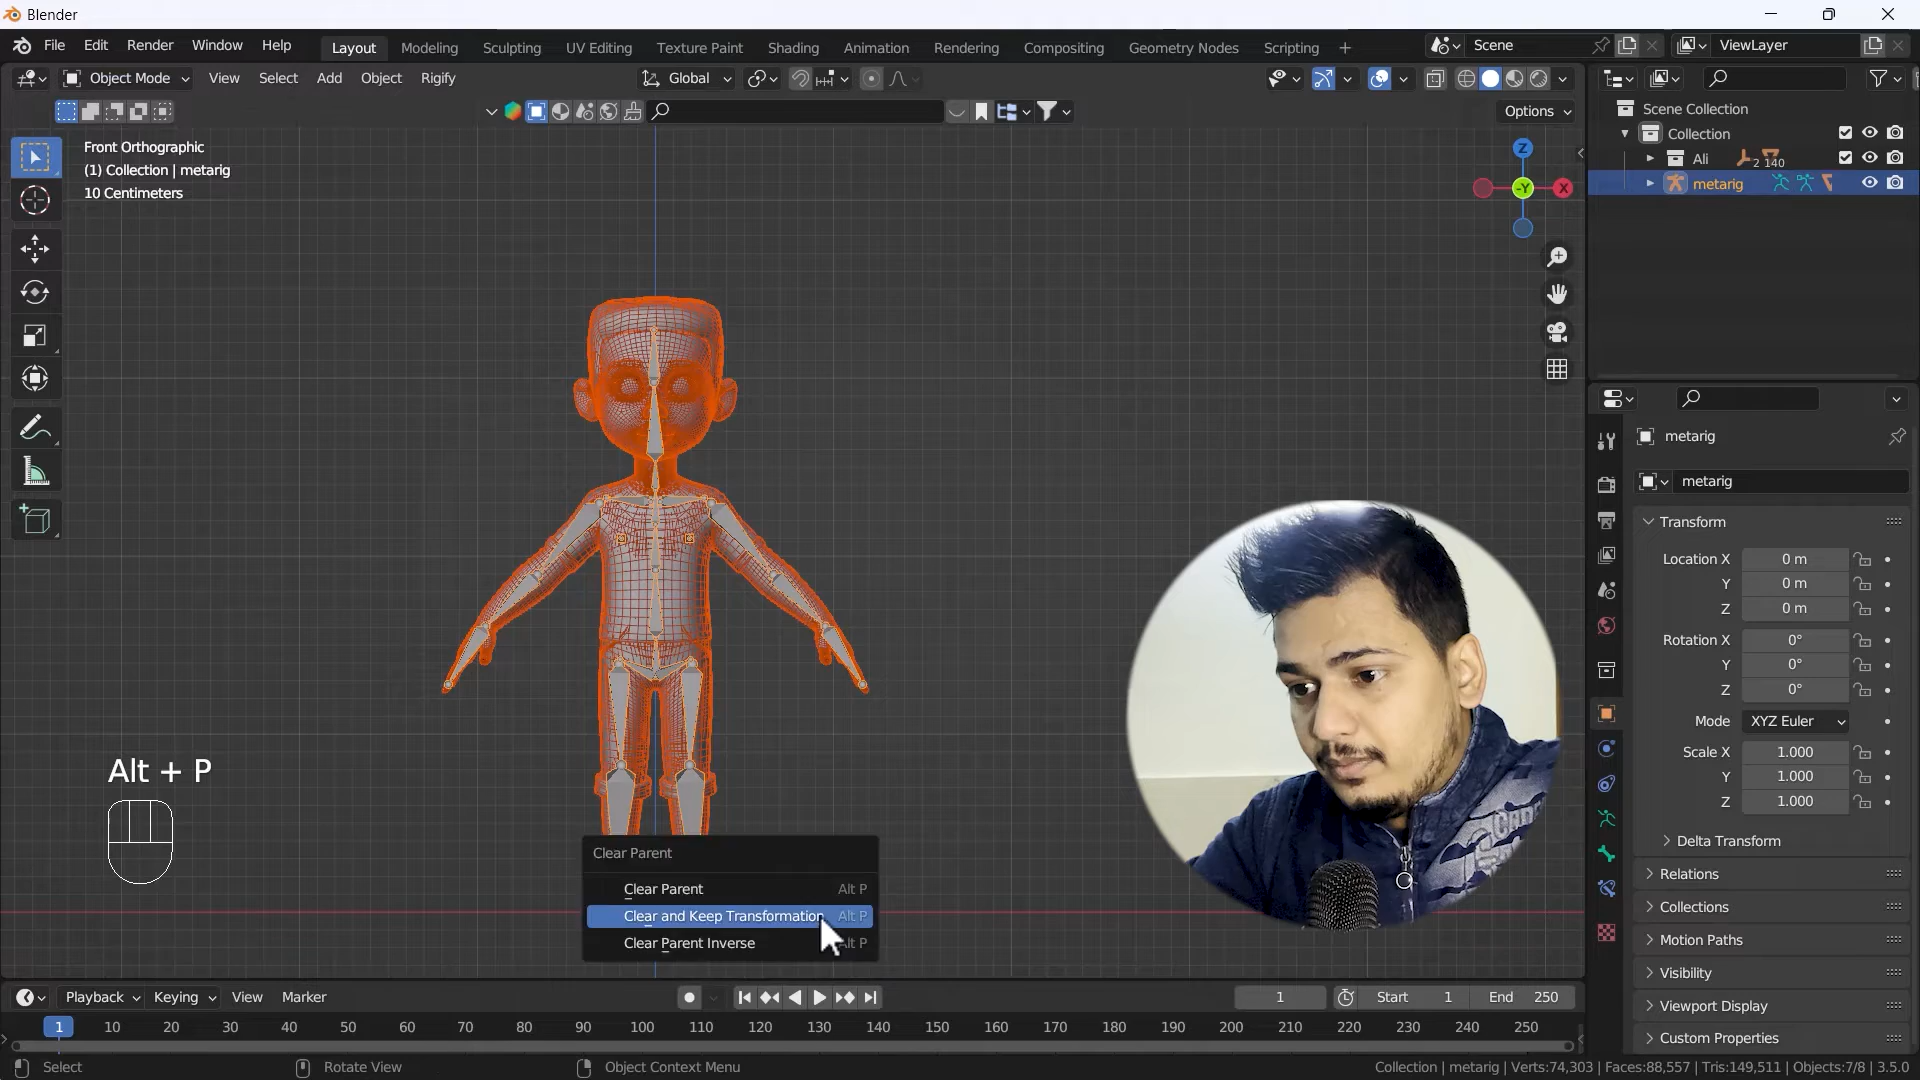 Blender
File Edit Render Window Help Layout Modeling Sculpting UV Editing Texture Paint Shading Animation Rendering Compositing Geometry Nodes Scripting + Scene ViewLayer
Object Mode View Select Add Object Rigify Global
Options
Front Orthographic
(1) Collection | metarig
10 Centimeters
Z
-Y
X
Scene Collection
Collection
Ali 2 140
metarig
metarig
metarig
Transform
Location X 0 m
Y 0 m
Z 0 m
Rotation X 0°
Y 0°
Z 0°
Mode XYZ Euler
Scale X 1.000
Y 1.000
Z 1.000
Delta Transform
Relations
Collections
Motion Paths
Visibility
Viewport Display
Custom Properties
Alt + P
Clear Parent
Clear Parent Alt P
Clear and Keep Transformation Alt P
Clear Parent Inverse Alt P
Playback Keying View Marker 1 Start 1 End 250
1 10 20 30 40 50 60 70 80 90 100 110 120 130 140 150 160 170 180 190 200 210 220 230 240 250
Select Rotate View Object Context Menu Collection | metarig | Verts:74,303 | Faces:88,557 | Tris:149,511 | Objects:7/8 | 3.5.0